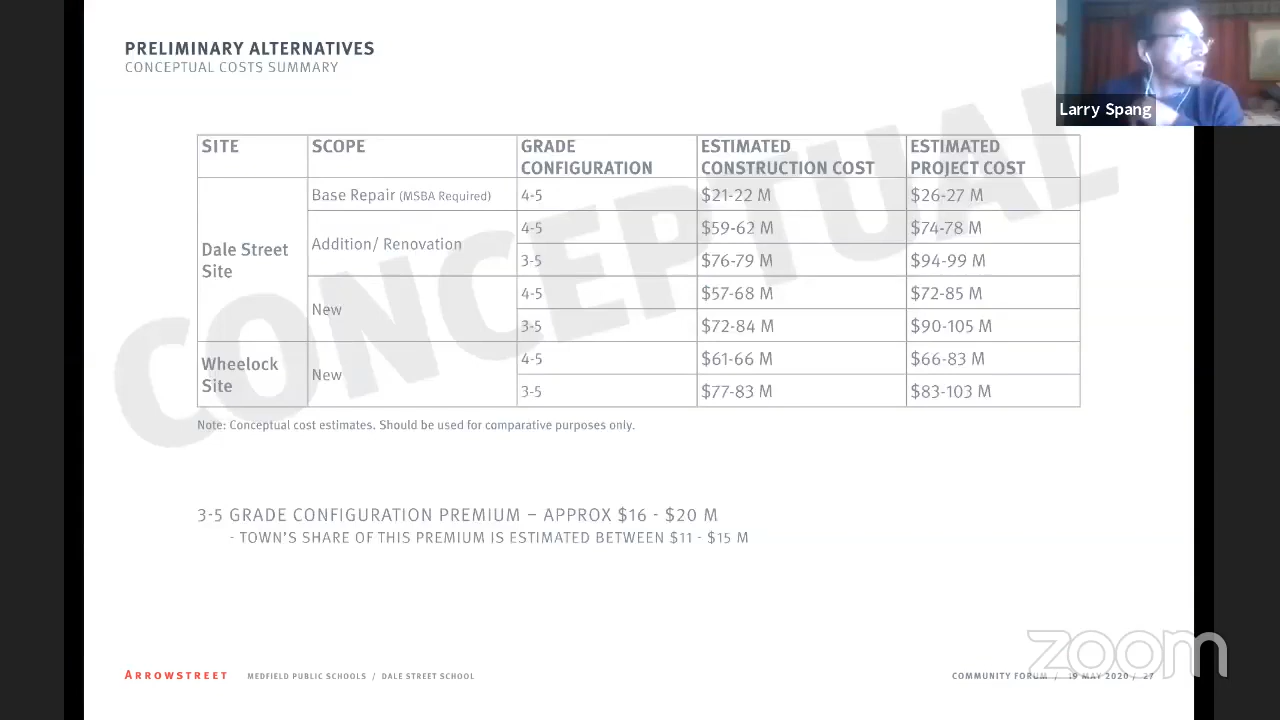 PRELIMINARY ALTERNATIVES
CONCEPTUAL COSTS SUMMARY
Larry Spang
CONCEPTUAL
SITE SCOPE GRADE CONFIGURATION ESTIMATED CONSTRUCTION COST ESTIMATED PROJECT COST
Dale Street Site Base Repair (MSBA Required) 4-5 $21-22 M $26-27 M
Addition/ Renovation 4-5 $59-62 M $74-78 M
3-5 $76-79 M $94-99 M
New 4-5 $57-68 M $72-85 M
3-5 $72-84 M $90-105 M
Wheelock Site New 4-5 $61-66 M $66-83 M
3-5 $77-83 M $83-103 M
Note: Conceptual cost estimates. Should be used for comparative purposes only.
3-5 GRADE CONFIGURATION PREMIUM – APPROX $16 - $20 M
- TOWN'S SHARE OF THIS PREMIUM IS ESTIMATED BETWEEN $11 - $15 M
zoom
ARROWSTREET MEDFIELD PUBLIC SCHOOLS / DALE STREET SCHOOL COMMUNITY FORUM / 19 MAY 2020 / 27